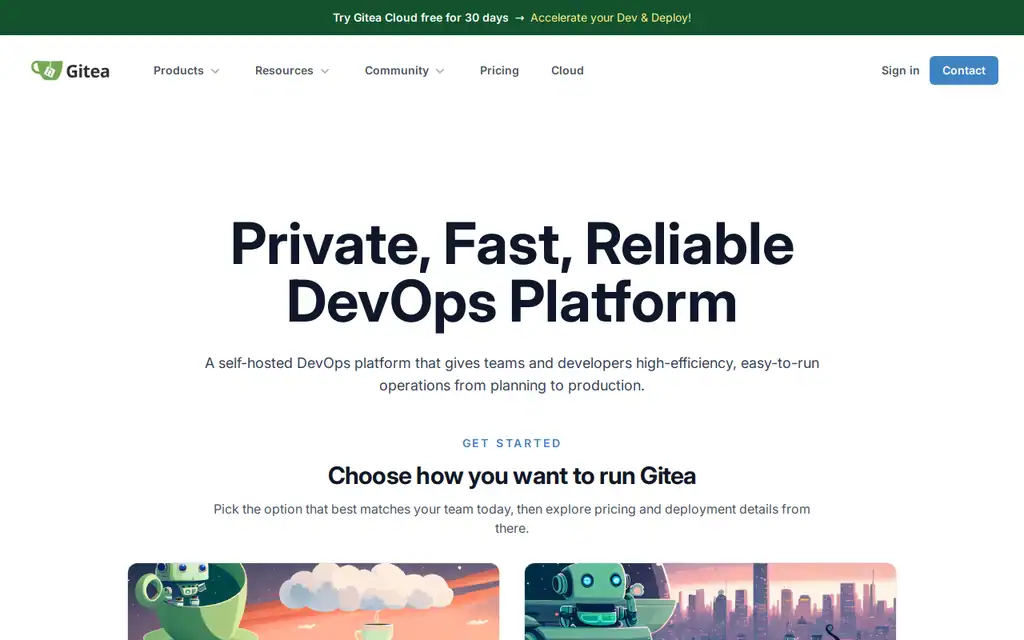 Try Gitea Cloud free for 30 days → Accelerate your Dev & Deploy!
Gitea Products Resources Community Pricing Cloud Sign in Contact
Private, Fast, Reliable
DevOps Platform
A self-hosted DevOps platform that gives teams and developers high-efficiency, easy-to-run
operations from planning to production.
GET STARTED
Choose how you want to run Gitea
Pick the option that best matches your team today, then explore pricing and deployment details from
there.